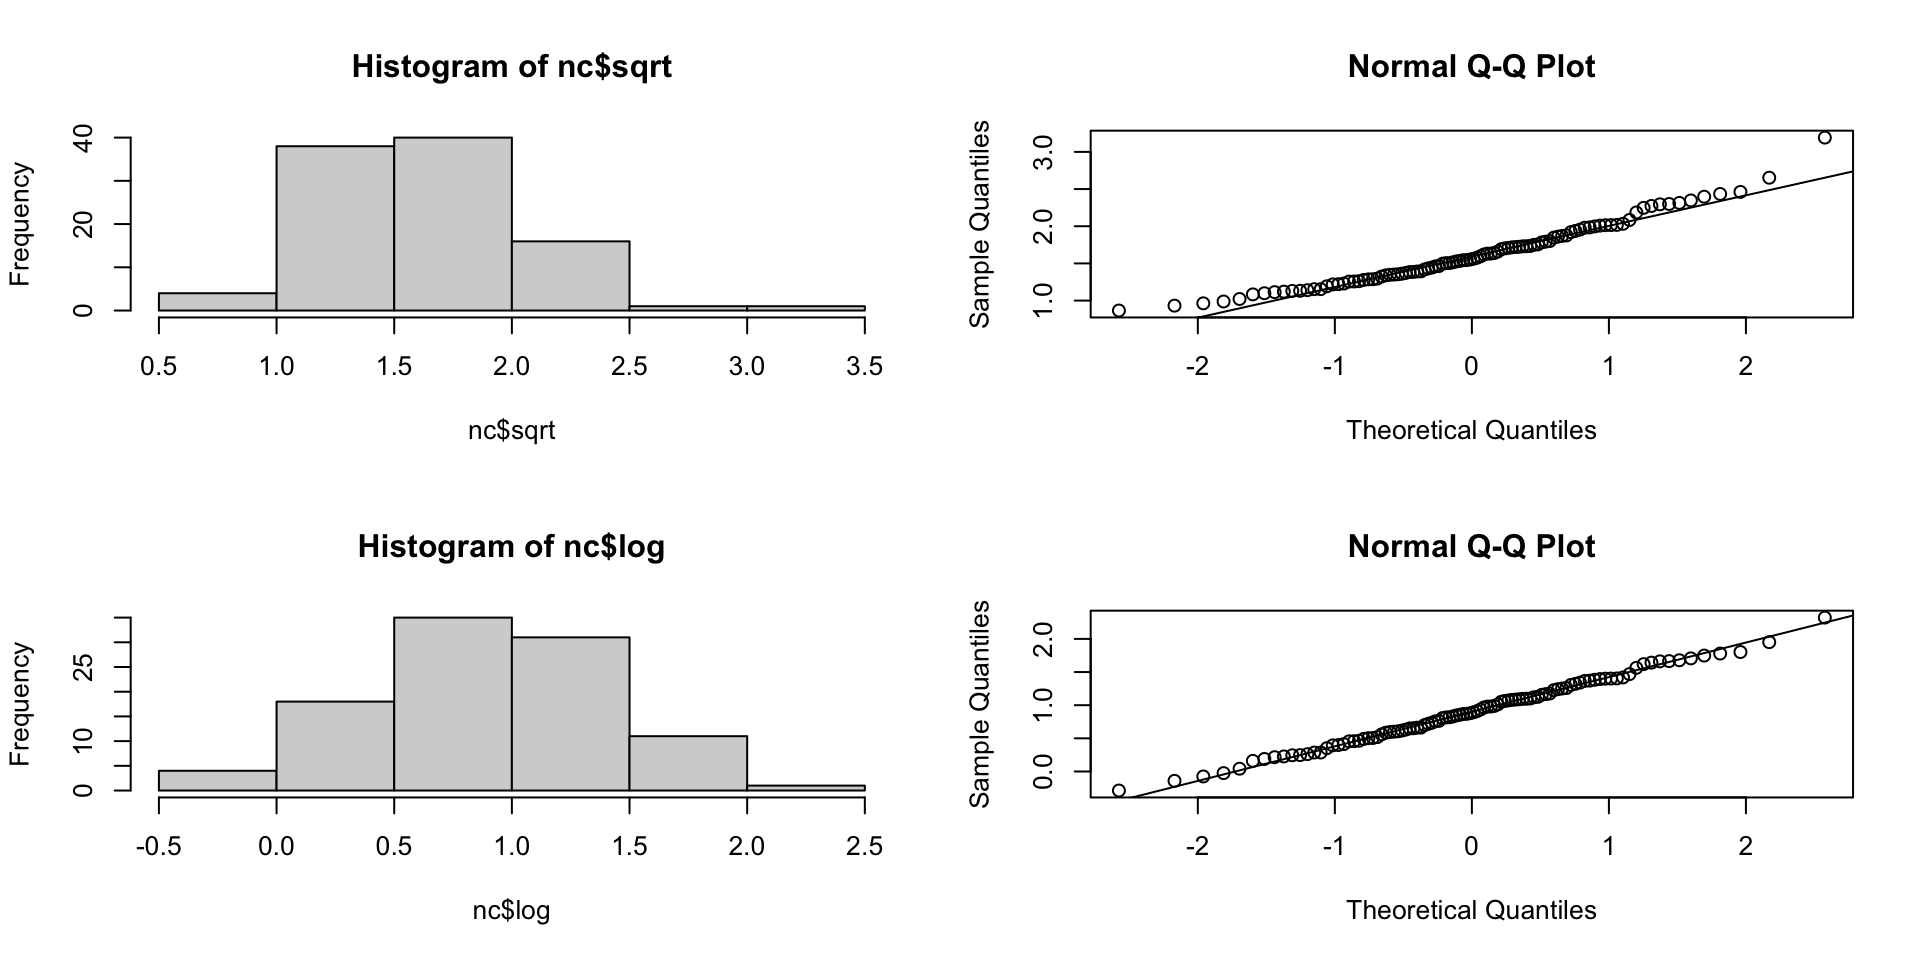 Histogram of nc$sqrt
Frequency
0 20 40
0.5 1.0 1.5 2.0 2.5 3.0 3.5
nc$sqrt
Normal Q-Q Plot
Sample Quantiles
1.0 2.0 3.0
-2 -1 0 1 2
Theoretical Quantiles
Histogram of nc$log
Frequency
0 10 25
-0.5 0.0 0.5 1.0 1.5 2.0 2.5
nc$log
Normal Q-Q Plot
Sample Quantiles
0.0 1.0 2.0
-2 -1 0 1 2
Theoretical Quantiles